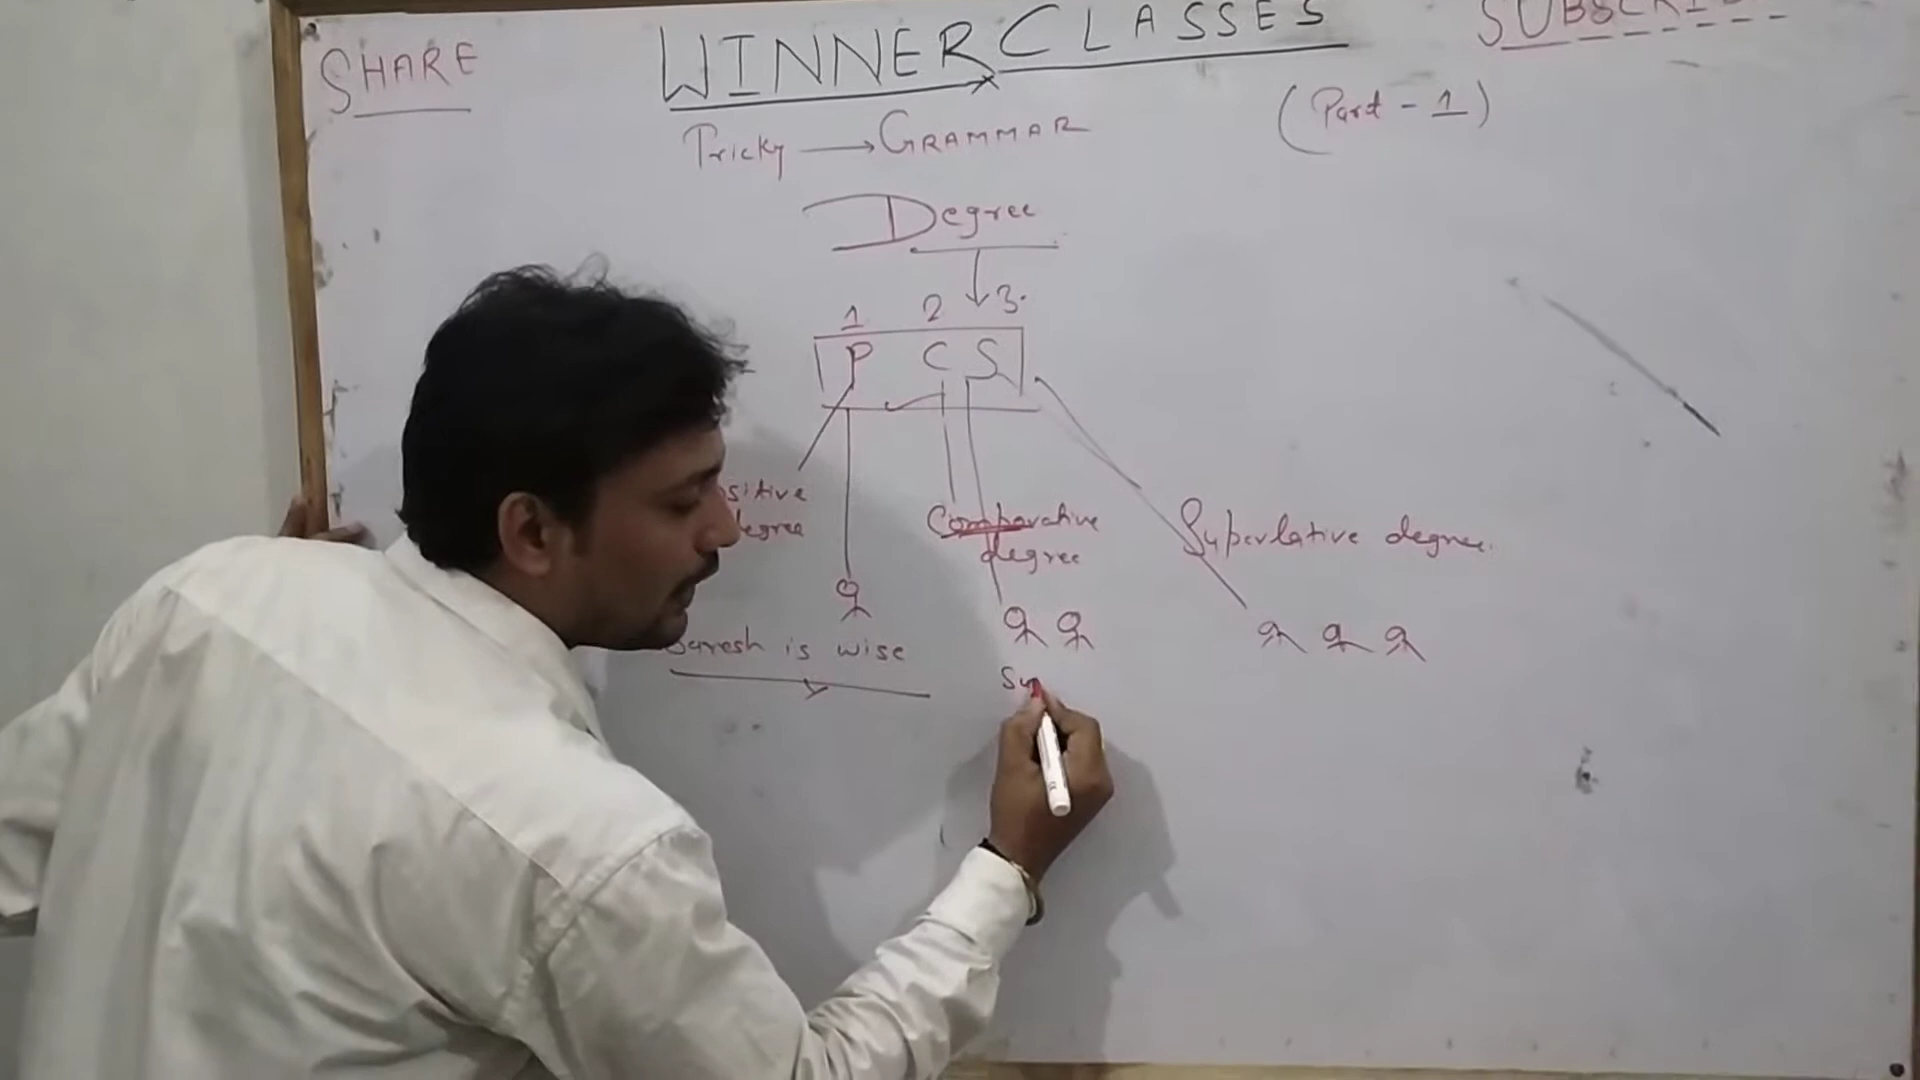 SHARE
WINNER CLASSES
SUBSCRIB
(Part - 1)
Tricky → GRAMMAR
Degree
1 2 3.
P C S
sitive
degree
Comparative
degree
Superlative degree.
Suresh is wise
Su